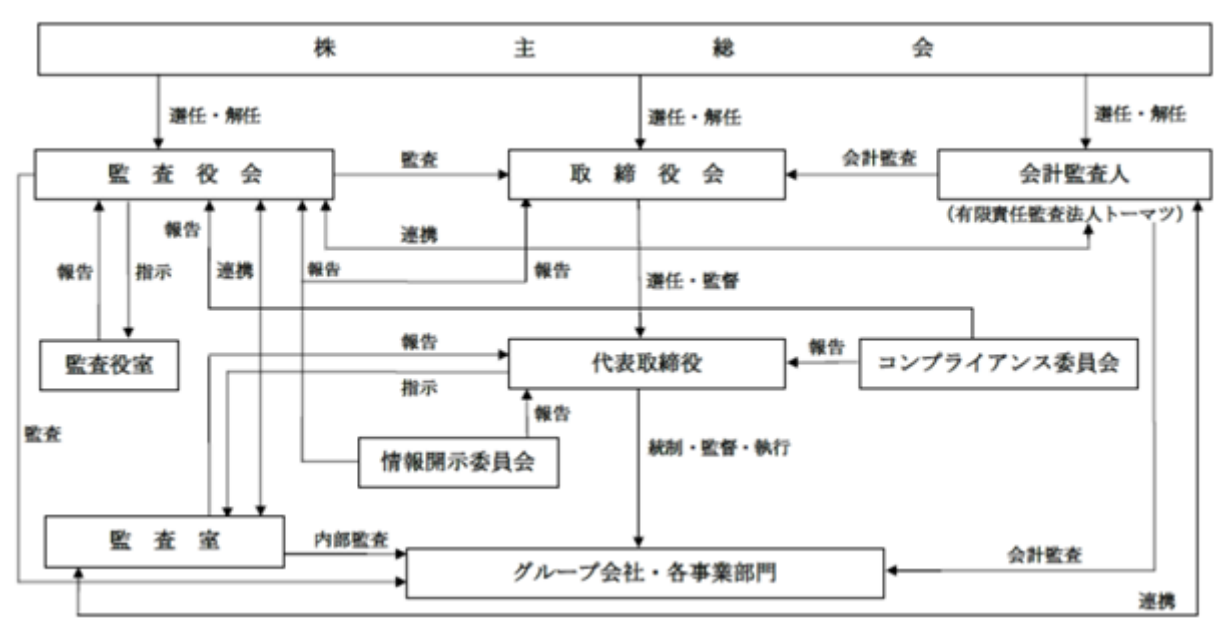 株主総会
選任・解任
選任・解任
選任・解任
監査役会
監査
取締役会
会計監査
会計監査人
(有限責任監査法人トーマツ)
報告
連携
報告
指示
連携
報告
報告
選任・監督
監査役室
報告
代表取締役
報告
コンプライアンス委員会
指示
報告
監査
情報開示委員会
統制・監督・執行
監査室
内部監査
グループ会社・各事業部門
会計監査
連携